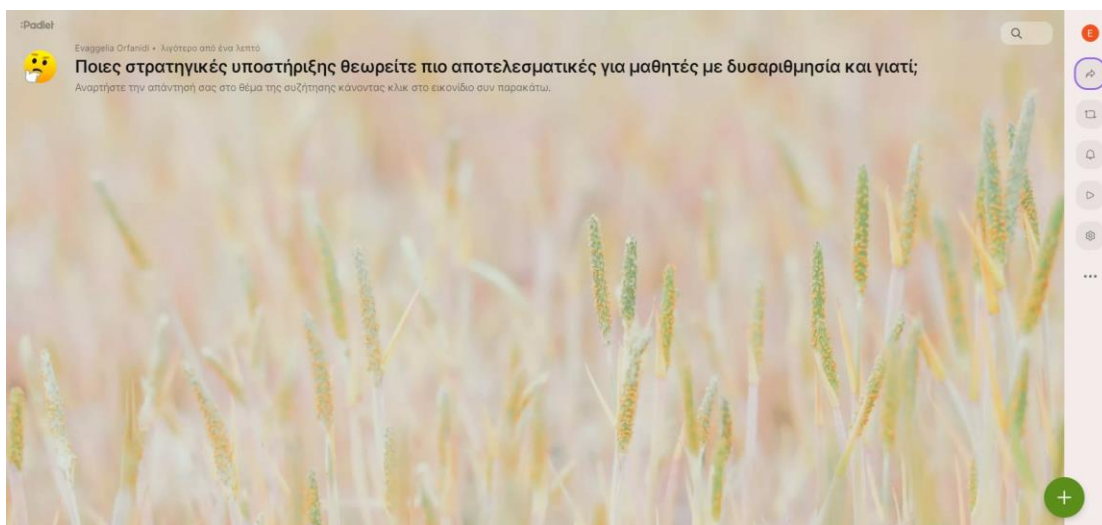 :Padlet
Evaggelia Orfanidi • λιγότερο από ένα λεπτό
Ποιες στρατηγικές υποστήριξης θεωρείτε πιο αποτελεσματικές για μαθητές με δυσαριθμησία και γιατί;
Αναρτήστε την απάντησή σας στο θέμα της συζήτησης κάνοντας κλικ στο εικονίδιο συν παρακάτω.
E